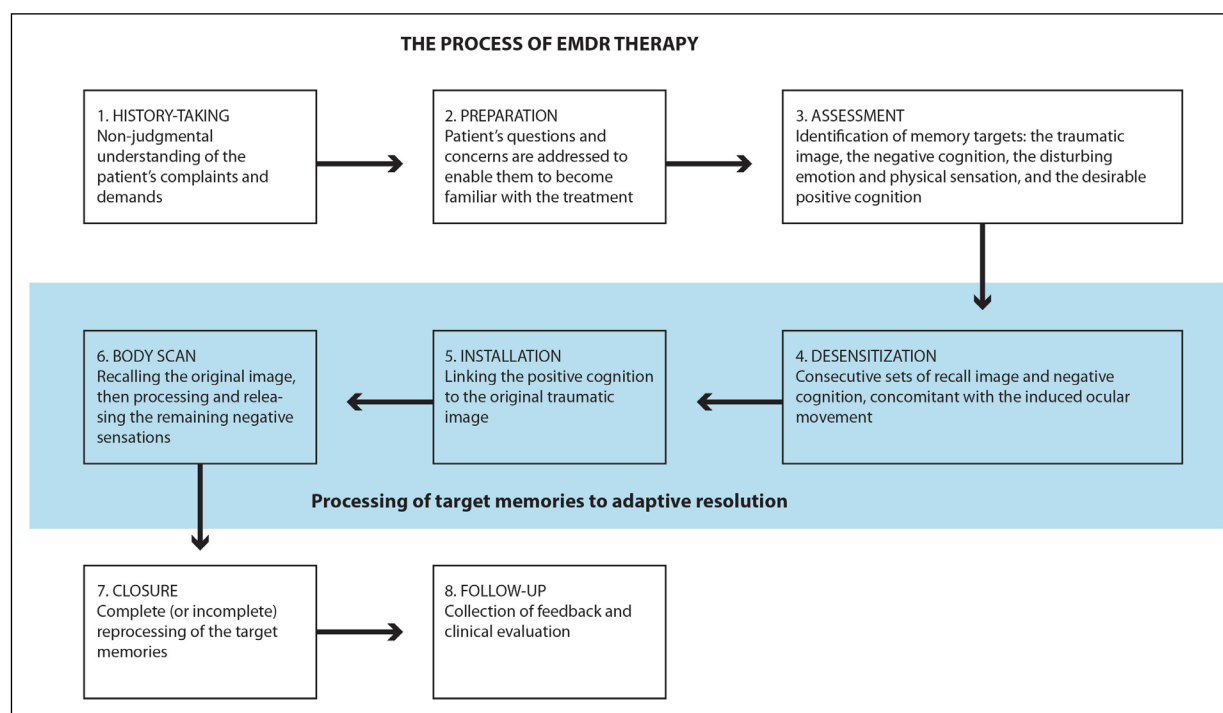 THE PROCESS OF EMDR THERAPY
1. HISTORY-TAKING
Non-judgmental
understanding of the
patient's complaints and
demands
2. PREPARATION
Patient's questions and
concerns are addressed to
enable them to become
familiar with the treatment
3. ASSESSMENT
Identification of memory targets: the traumatic
image, the negative cognition, the disturbing
emotion and physical sensation, and the desirable
positive cognition
4. DESENSITIZATION
Consecutive sets of recall image and negative
cognition, concomitant with the induced ocular
movement
5. INSTALLATION
Linking the positive cognition
to the original traumatic
image
6. BODY SCAN
Recalling the original image,
then processing and relea-
sing the remaining negative
sensations
Processing of target memories to adaptive resolution
7. CLOSURE
Complete (or incomplete)
reprocessing of the target
memories
8. FOLLOW-UP
Collection of feedback and
clinical evaluation